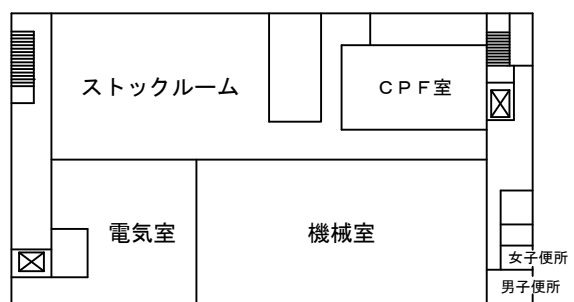 ストックルーム
ＣＰＦ室
電気室
機械室
女子便所
男子便所